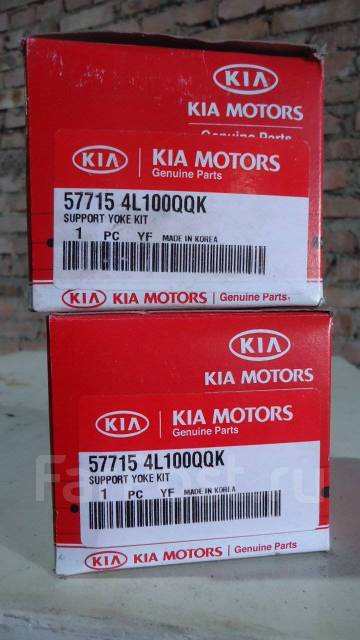 KIA
KIA MOTORS
Genuine Parts
KIA KIA MOTORS
Genuine Parts
57715 4L100QQK
SUPPORT YOKE KIT
1 PC YF MADE IN KOREA
KIA KIA MOTORS Genuine Parts
KIA
KIA MOTORS
KIA KIA MOTORS
Genuine Parts
57715 4L100QQK
SUPPORT YOKE KIT
1 PC YF MADE IN KOREA
KIA KIA MOTORS Genuine Parts